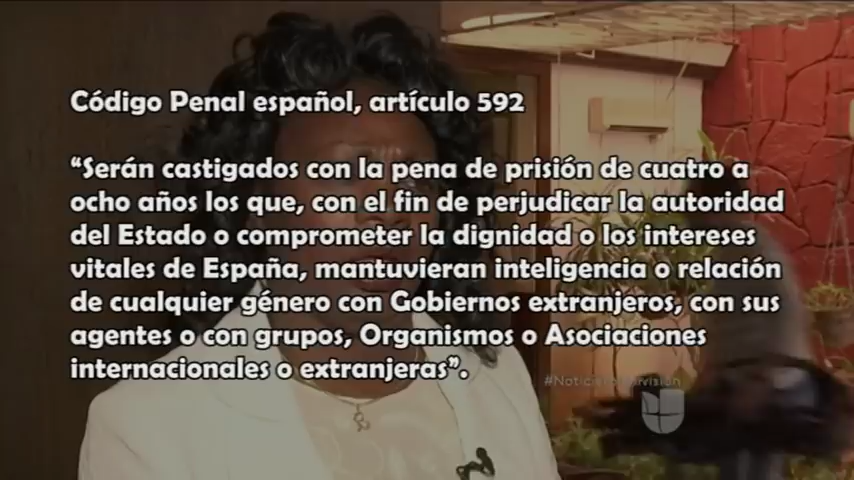 Código Penal español, artículo 592
“Serán castigados con la pena de prisión de cuatro a
ocho años los que, con el fin de perjudicar la autoridad
del Estado o comprometer la dignidad o los intereses
vitales de España, mantuvieran inteligencia o relación
de cualquier género con Gobiernos extranjeros, con sus
agentes o con grupos, Organismos o Asociaciones
internacionales o extranjeras”.